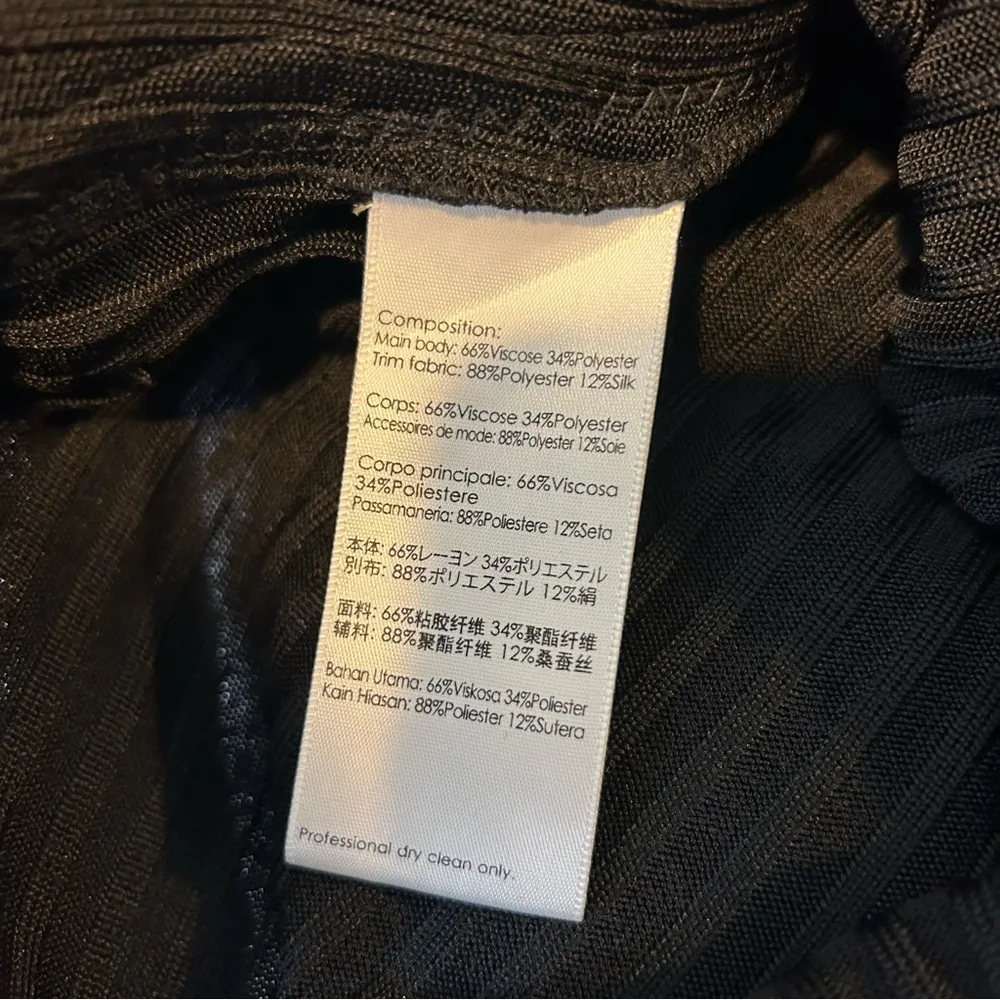 Composition:
Main body: 66%Viscose 34%Polyester
Trim fabric: 88%Polyester 12%Silk
Corps: 66%Viscose 34%Polyester
Accessoires de mode: 88%Polyester 12%Soie
Corpo principale: 66%Viscosa
34%Poliestere
Passamaneria: 88%Poliestere 12%Seta
本体: 66%レーヨン 34%ポリエステル
別布: 88%ポリエステル 12%絹
面料: 66%粘胶纤维 34%聚酯纤维
辅料: 88%聚酯纤维 12%桑蚕丝
Bahan Utama: 66%Viskosa 34%Poliester
Kain Hiasan: 88%Poliester 12%Sutera
Professional dry clean only.